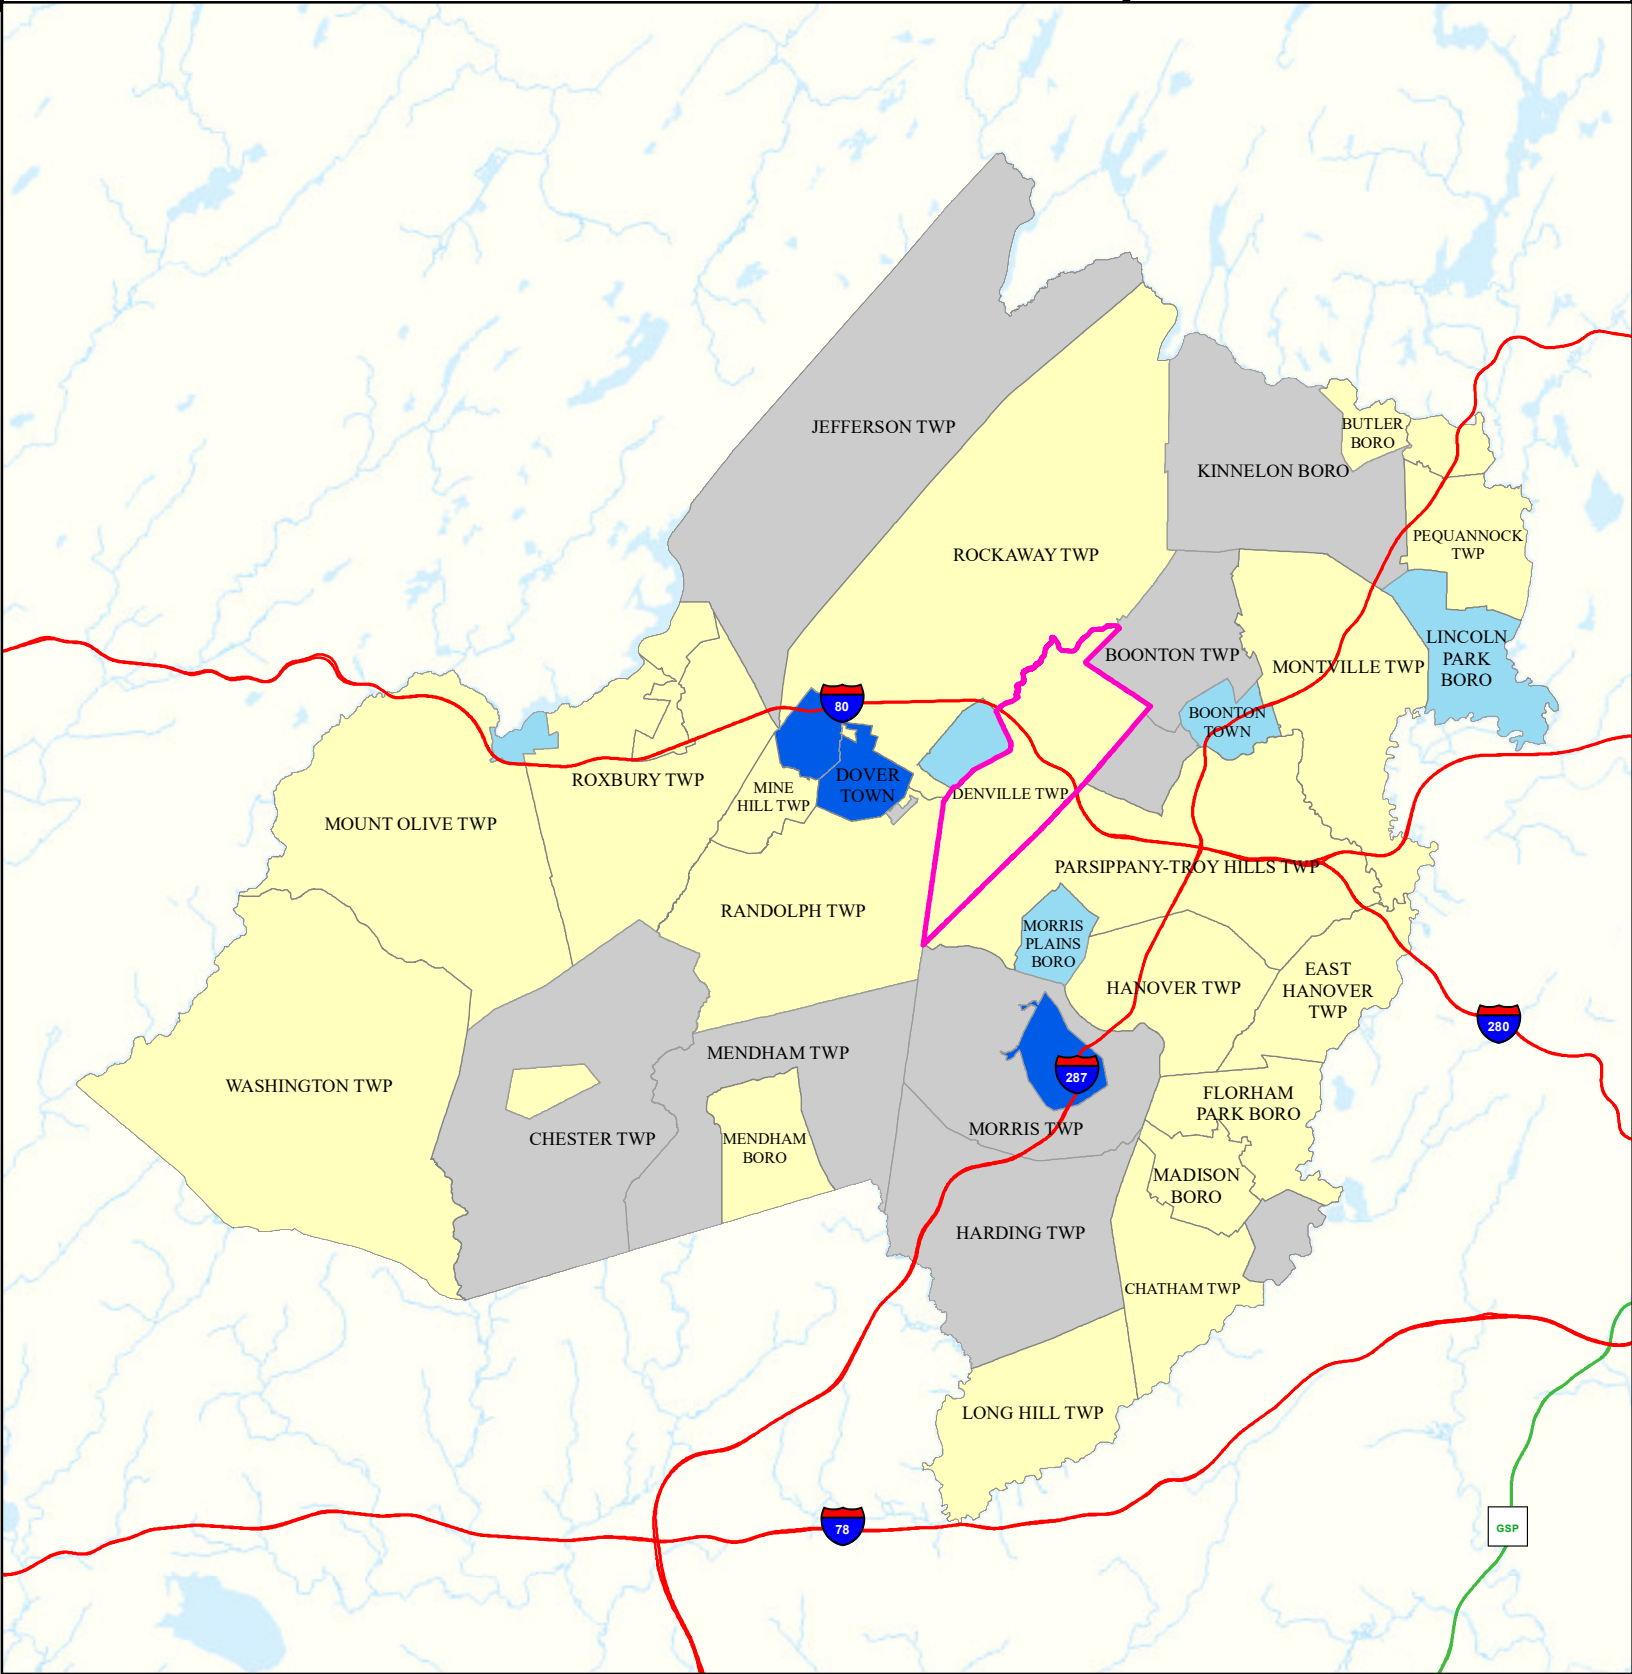 JEFFERSON TWP
BUTLER
BORO
KINNELON BORO
PEQUANNOCK
TWP
ROCKAWAY TWP
LINCOLN
PARK
BORO
BOONTON TWP
MONTVILLE TWP
80
BOONTON
TOWN
ROXBURY TWP
MINE
HILL TWP
DOVER
TOWN
DENVILLE TWP
MOUNT OLIVE TWP
PARSIPPANY-TROY HILLS TWP
RANDOLPH TWP
MORRIS
PLAINS
BORO
EAST
HANOVER
TWP
HANOVER TWP
280
MENDHAM TWP
287
WASHINGTON TWP
FLORHAM
PARK BORO
CHESTER TWP
MENDHAM
BORO
MORRIS TWP
MADISON
BORO
HARDING TWP
CHATHAM TWP
LONG HILL TWP
78
GSP